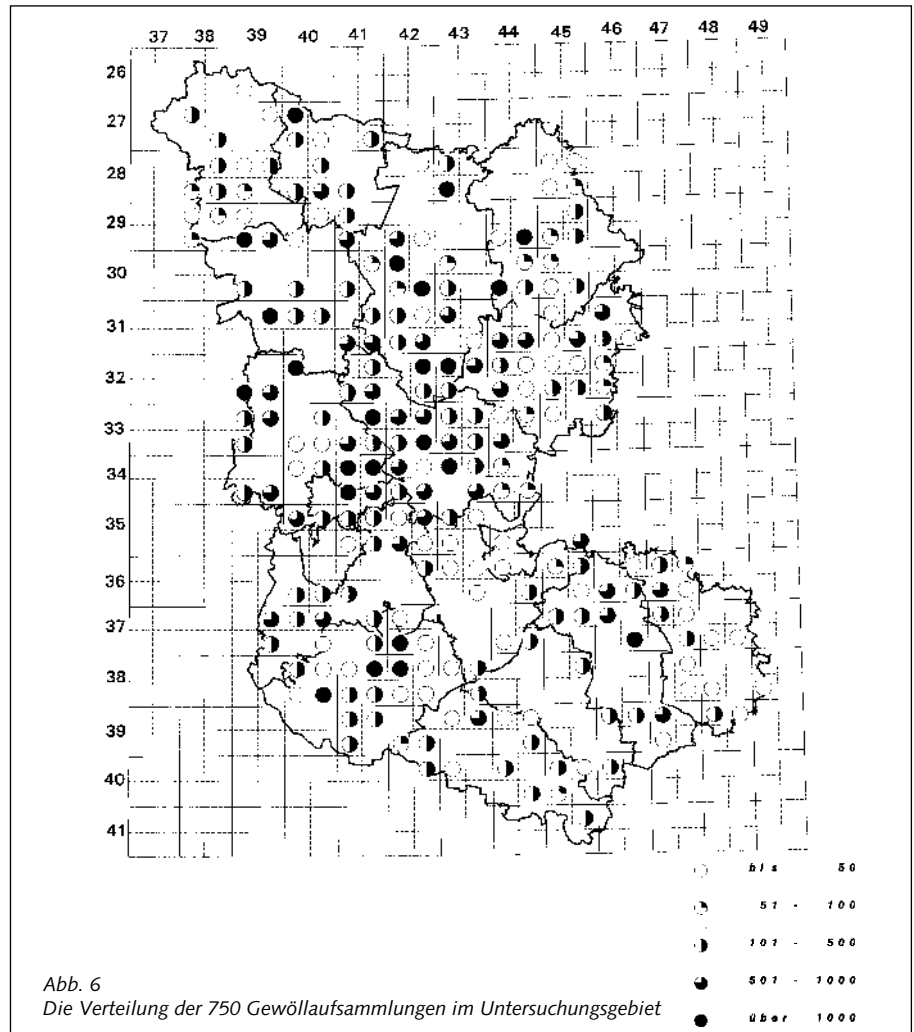 37 38 39 40 41 42 43 44 45 46 47 48 49
26
27
28
29
30
31
32
33
34
35
36
37
38
39
40
41
bis 50
51 - 100
101 - 500
501 - 1000
über 1000
Abb. 6
Die Verteilung der 750 Gewöllaufsammlungen im Untersuchungsgebiet